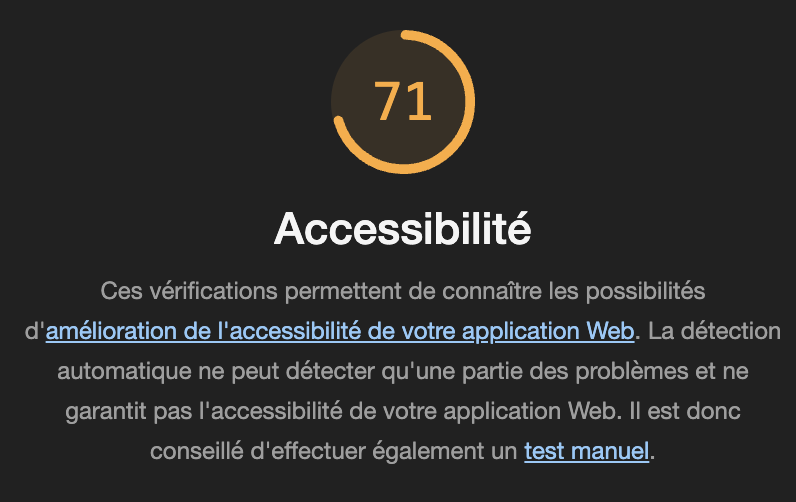 71
Accessibilité
Ces vérifications permettent de connaître les possibilités
d'amélioration de l'accessibilité de votre application Web. La détection
automatique ne peut détecter qu'une partie des problèmes et ne
garantit pas l'accessibilité de votre application Web. Il est donc
conseillé d'effectuer également un test manuel.